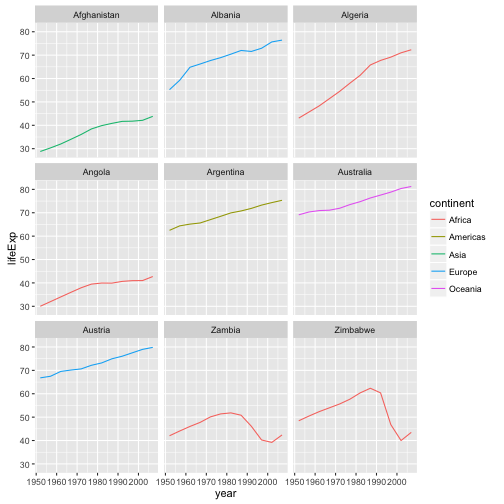 Afghanistan Albania Algeria
80
70
60
50
40
30
Angola Argentina Australia
80
70
60
50
40
30
lifeExp
Austria Zambia Zimbabwe
80
70
60
50
40
30
1950 1960 1970 1980 1990 2000 1950 1960 1970 1980 1990 2000 1950 1960 1970 1980 1990 2000
year
continent
Africa
Americas
Asia
Europe
Oceania